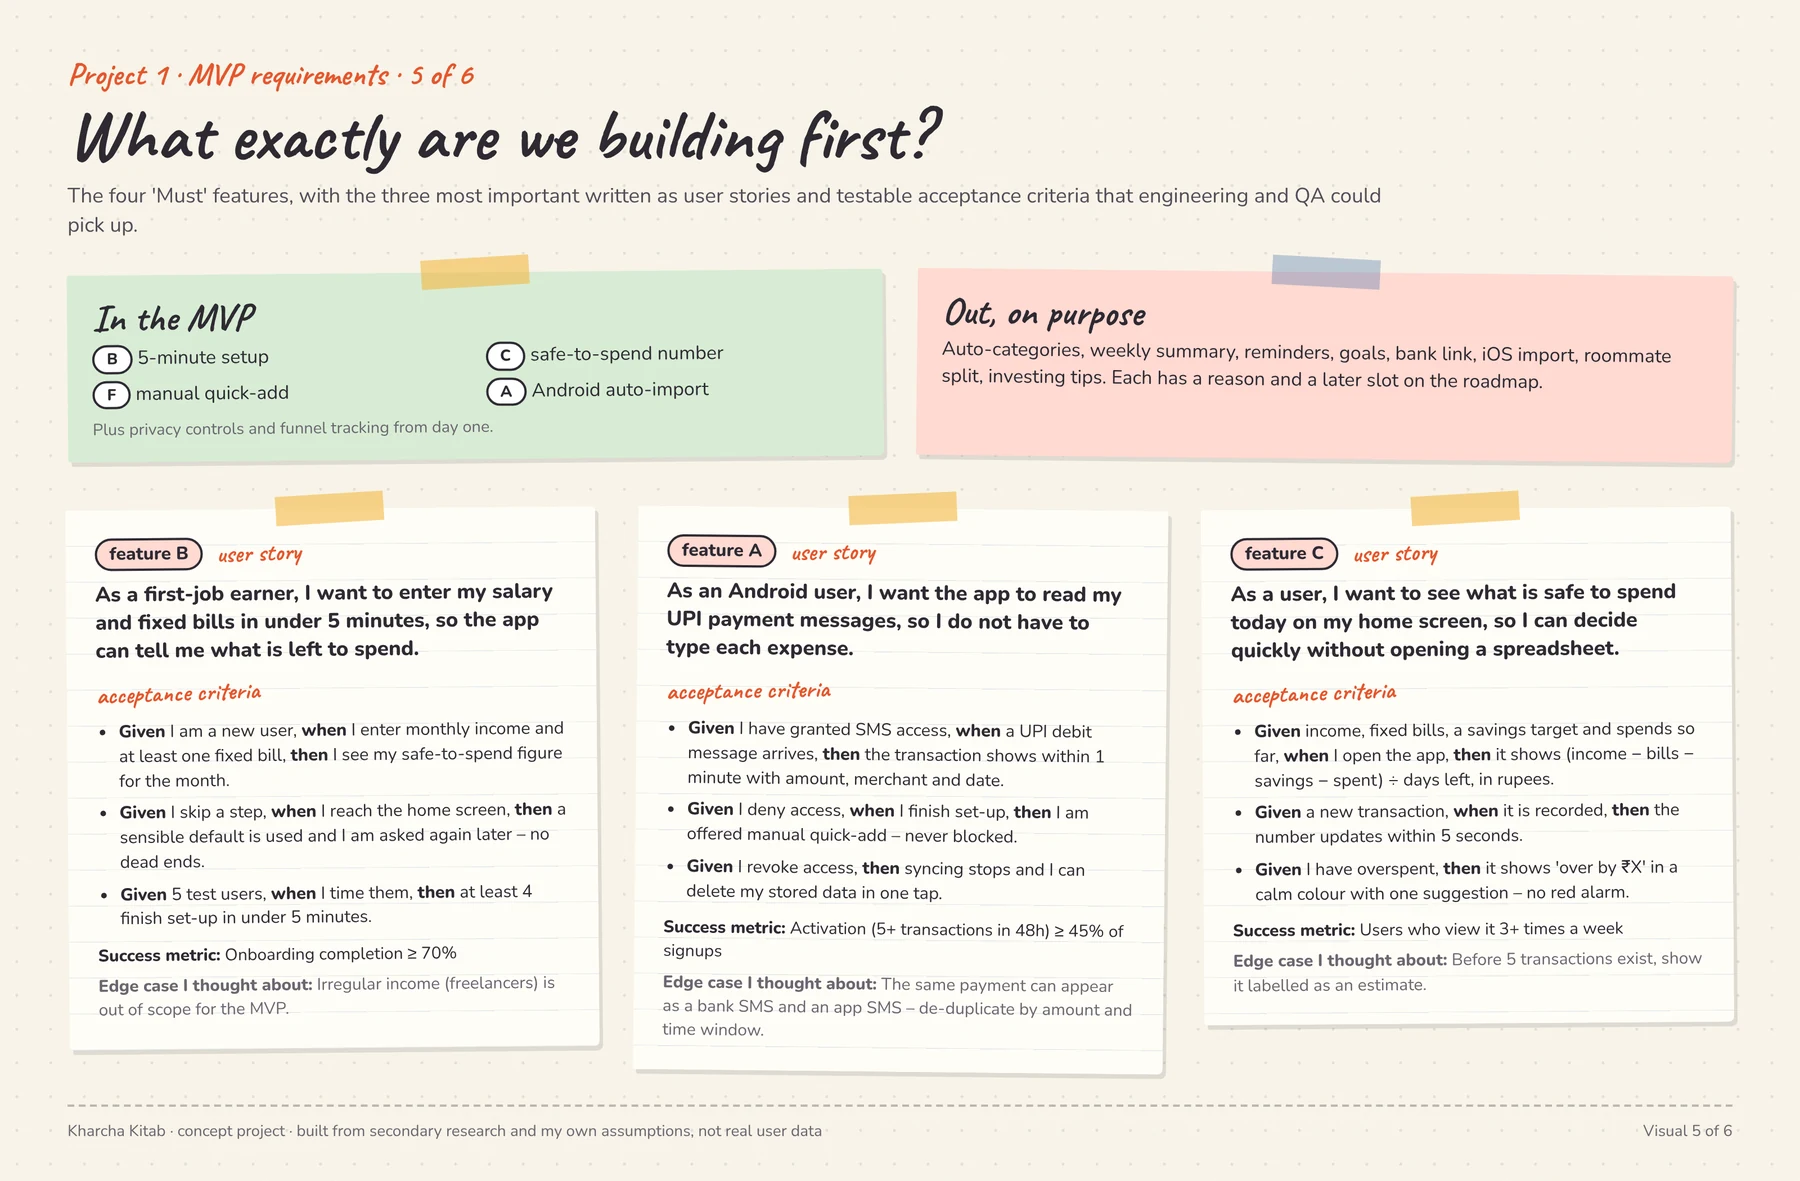 Project 1 · MVP requirements · 5 of 6
What exactly are we building first?
The four 'Must' features, with the three most important written as user stories and testable acceptance criteria that engineering and QA could
pick up.
In the MVP
B 5-minute setup
C safe-to-spend number
F manual quick-add
A Android auto-import
Plus privacy controls and funnel tracking from day one.
Out, on purpose
Auto-categories, weekly summary, reminders, goals, bank link, iOS import, roommate
split, investing tips. Each has a reason and a later slot on the roadmap.
feature B user story
As a first-job earner, I want to enter my salary
and fixed bills in under 5 minutes, so the app
can tell me what is left to spend.
acceptance criteria
• Given I am a new user, when I enter monthly income and
at least one fixed bill, then I see my safe-to-spend figure
for the month.
• Given I skip a step, when I reach the home screen, then a
sensible default is used and I am asked again later – no
dead ends.
• Given 5 test users, when I time them, then at least 4
finish set-up in under 5 minutes.
Success metric: Onboarding completion ≥ 70%
Edge case I thought about: Irregular income (freelancers) is
out of scope for the MVP.
feature A user story
As an Android user, I want the app to read my
UPI payment messages, so I do not have to
type each expense.
acceptance criteria
• Given I have granted SMS access, when a UPI debit
message arrives, then the transaction shows within 1
minute with amount, merchant and date.
• Given I deny access, when I finish set-up, then I am
offered manual quick-add – never blocked.
• Given I revoke access, then syncing stops and I can
delete my stored data in one tap.
Success metric: Activation (5+ transactions in 48h) ≥ 45% of
signups
Edge case I thought about: The same payment can appear
as a bank SMS and an app SMS – de-duplicate by amount and
time window.
feature C user story
As a user, I want to see what is safe to spend
today on my home screen, so I can decide
quickly without opening a spreadsheet.
acceptance criteria
• Given income, fixed bills, a savings target and spends so
far, when I open the app, then it shows (income − bills −
savings − spent) ÷ days left, in rupees.
• Given a new transaction, when it is recorded, then the
number updates within 5 seconds.
• Given I have overspent, then it shows 'over by ₹X' in a
calm colour with one suggestion – no red alarm.
Success metric: Users who view it 3+ times a week
Edge case I thought about: Before 5 transactions exist, show
it labelled as an estimate.
Kharcha Kitab · concept project · built from secondary research and my own assumptions, not real user data
Visual 5 of 6